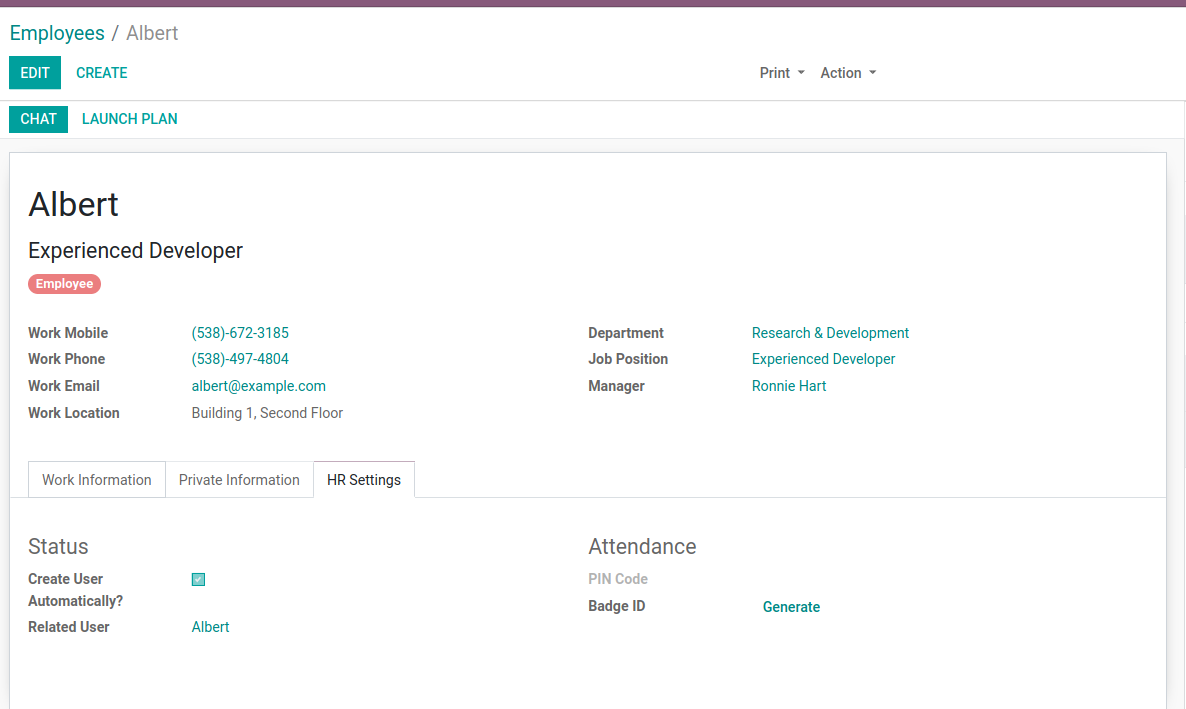 Employees / Albert
EDIT CREATE Print Action
CHAT LAUNCH PLAN
Albert
Experienced Developer
Employee
Work Mobile (538)-672-3185 Department Research & Development
Work Phone (538)-497-4804 Job Position Experienced Developer
Work Email albert@example.com Manager Ronnie Hart
Work Location Building 1, Second Floor
Work Information Private Information HR Settings
Status Attendance
Create User PIN Code
Automatically? Badge ID Generate
Related User Albert